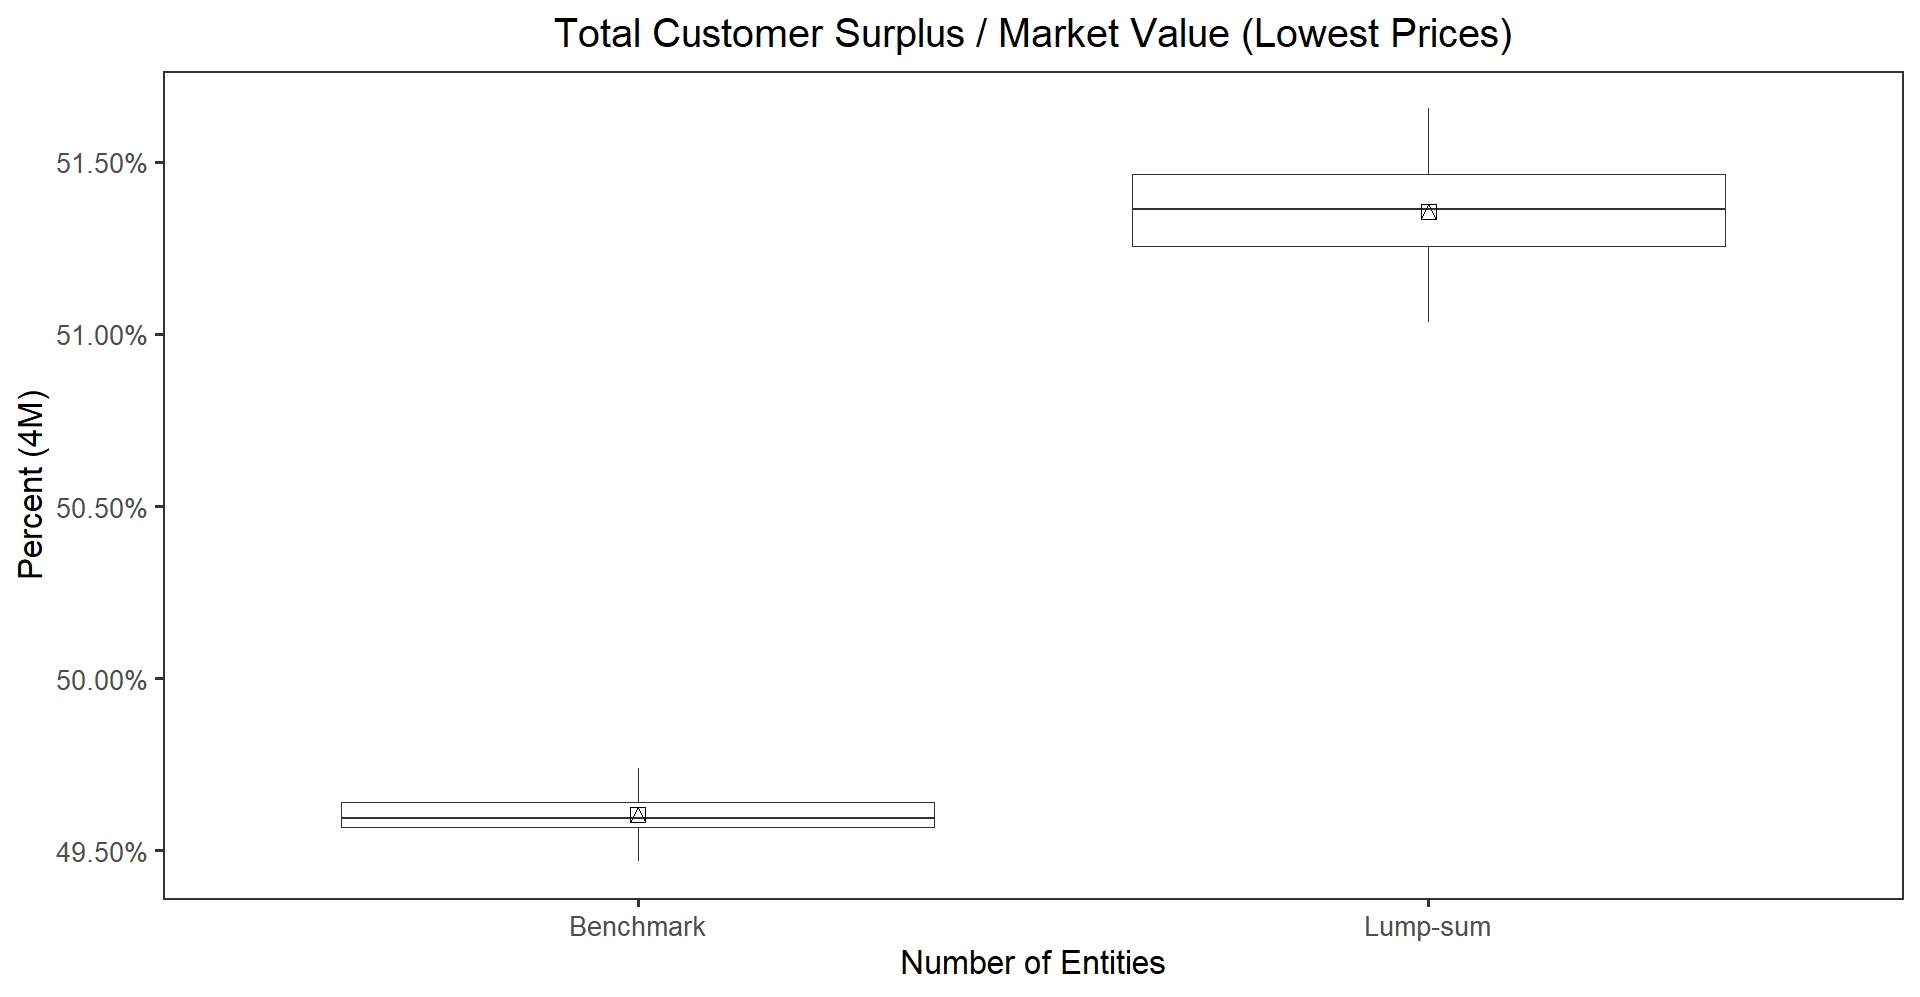 Total Customer Surplus / Market Value (Lowest Prices)
Percent (4M)
51.50%
51.00%
50.50%
50.00%
49.50%
Benchmark
Lump-sum
Number of Entities